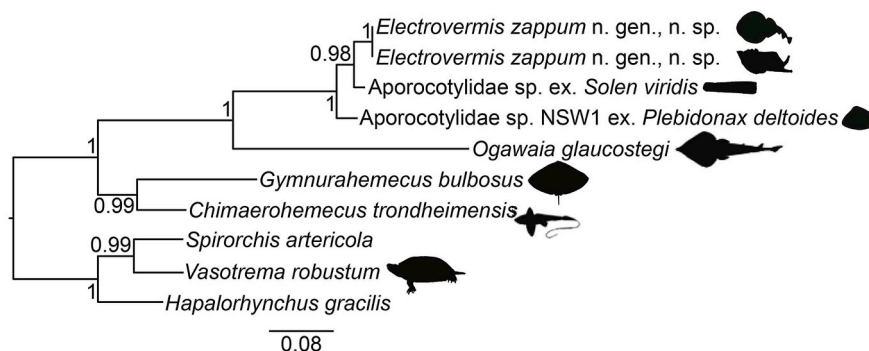 Electrovermis zappum n. gen., n. sp.
0.98 1 Electrovermis zappum n. gen., n. sp.
Aporocotylidae sp. ex. Solen viridis
1 1 Aporocotylidae sp. NSW1 ex. Plebidonax deltoides
1 Ogawaia glaucostegi
Gymnurahemecus bulbosus
0.99 Chimaerohemecus trondheimensis
0.99 Spirorchis artericola
Vasotrema robustum
1 Hapalorhynchus gracilis
0.08